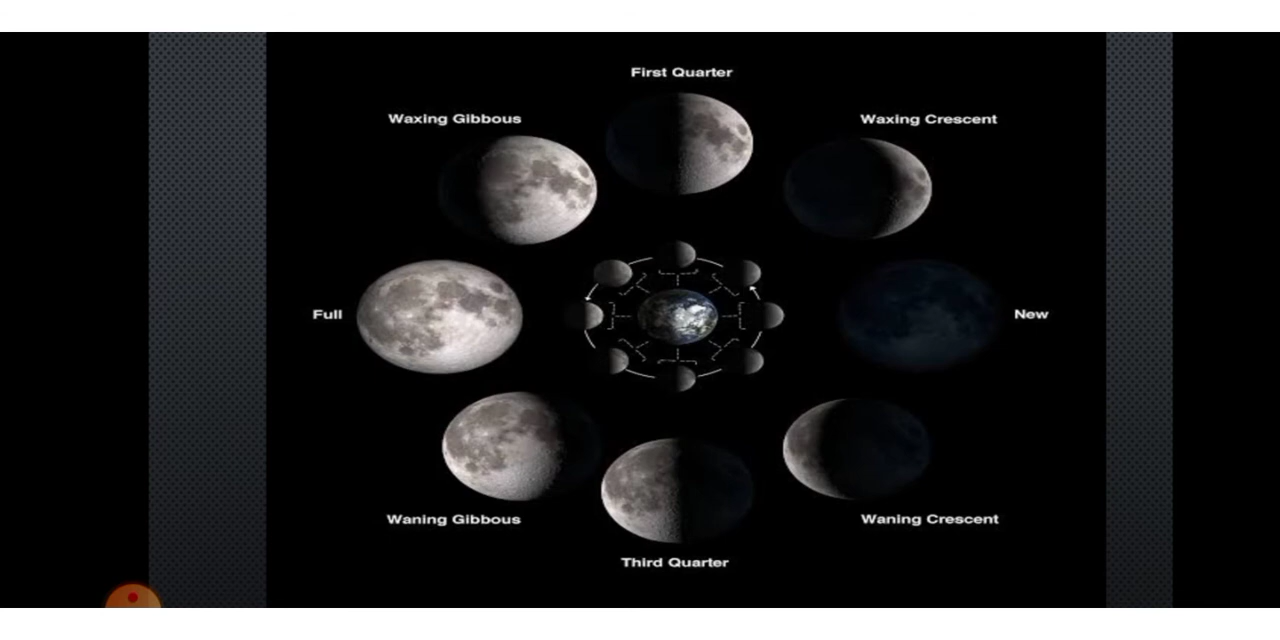 First Quarter
Waxing Gibbous
Waxing Crescent
Full
New
Waning Gibbous
Waning Crescent
Third Quarter